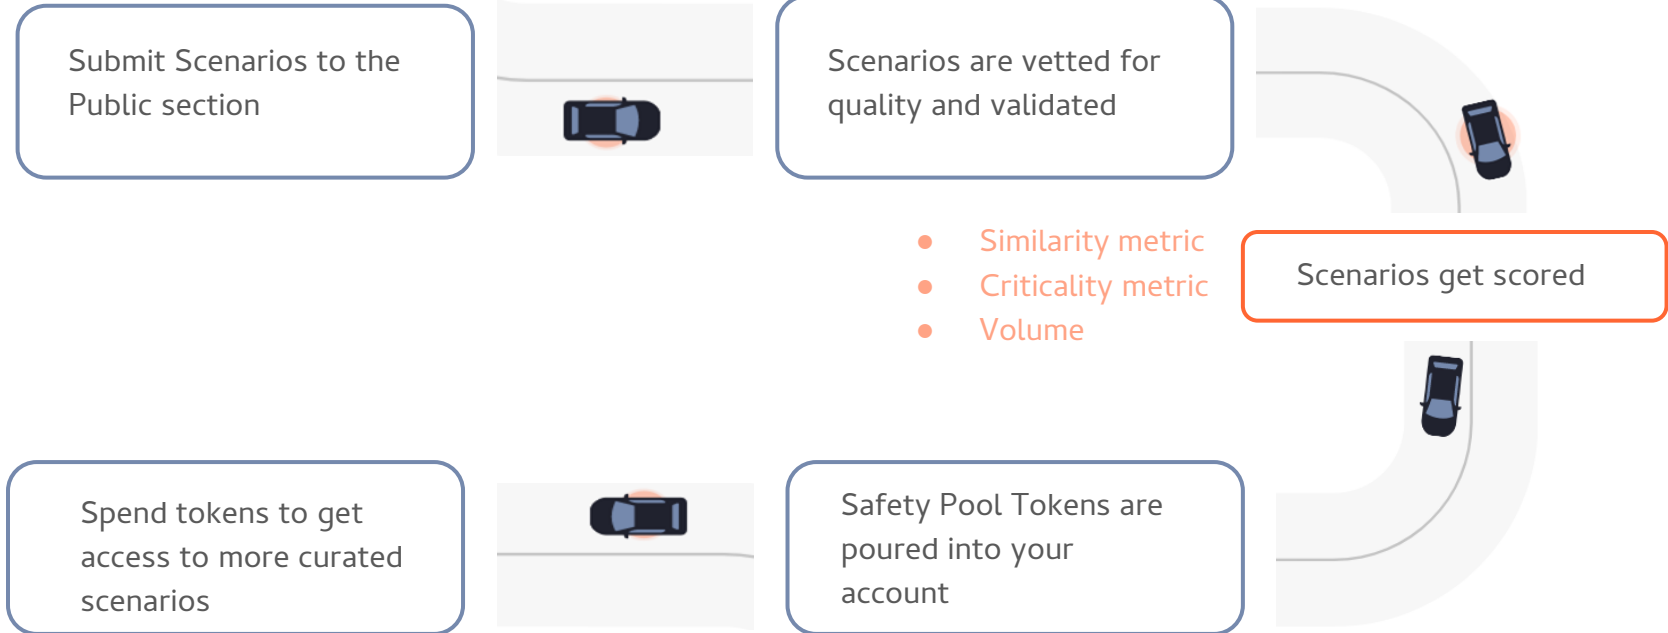 Submit Scenarios to the
Public section
Scenarios are vetted for
quality and validated
● Similarity metric
● Criticality metric
● Volume
Scenarios get scored
Safety Pool Tokens are
poured into your
account
Spend tokens to get
access to more curated
scenarios